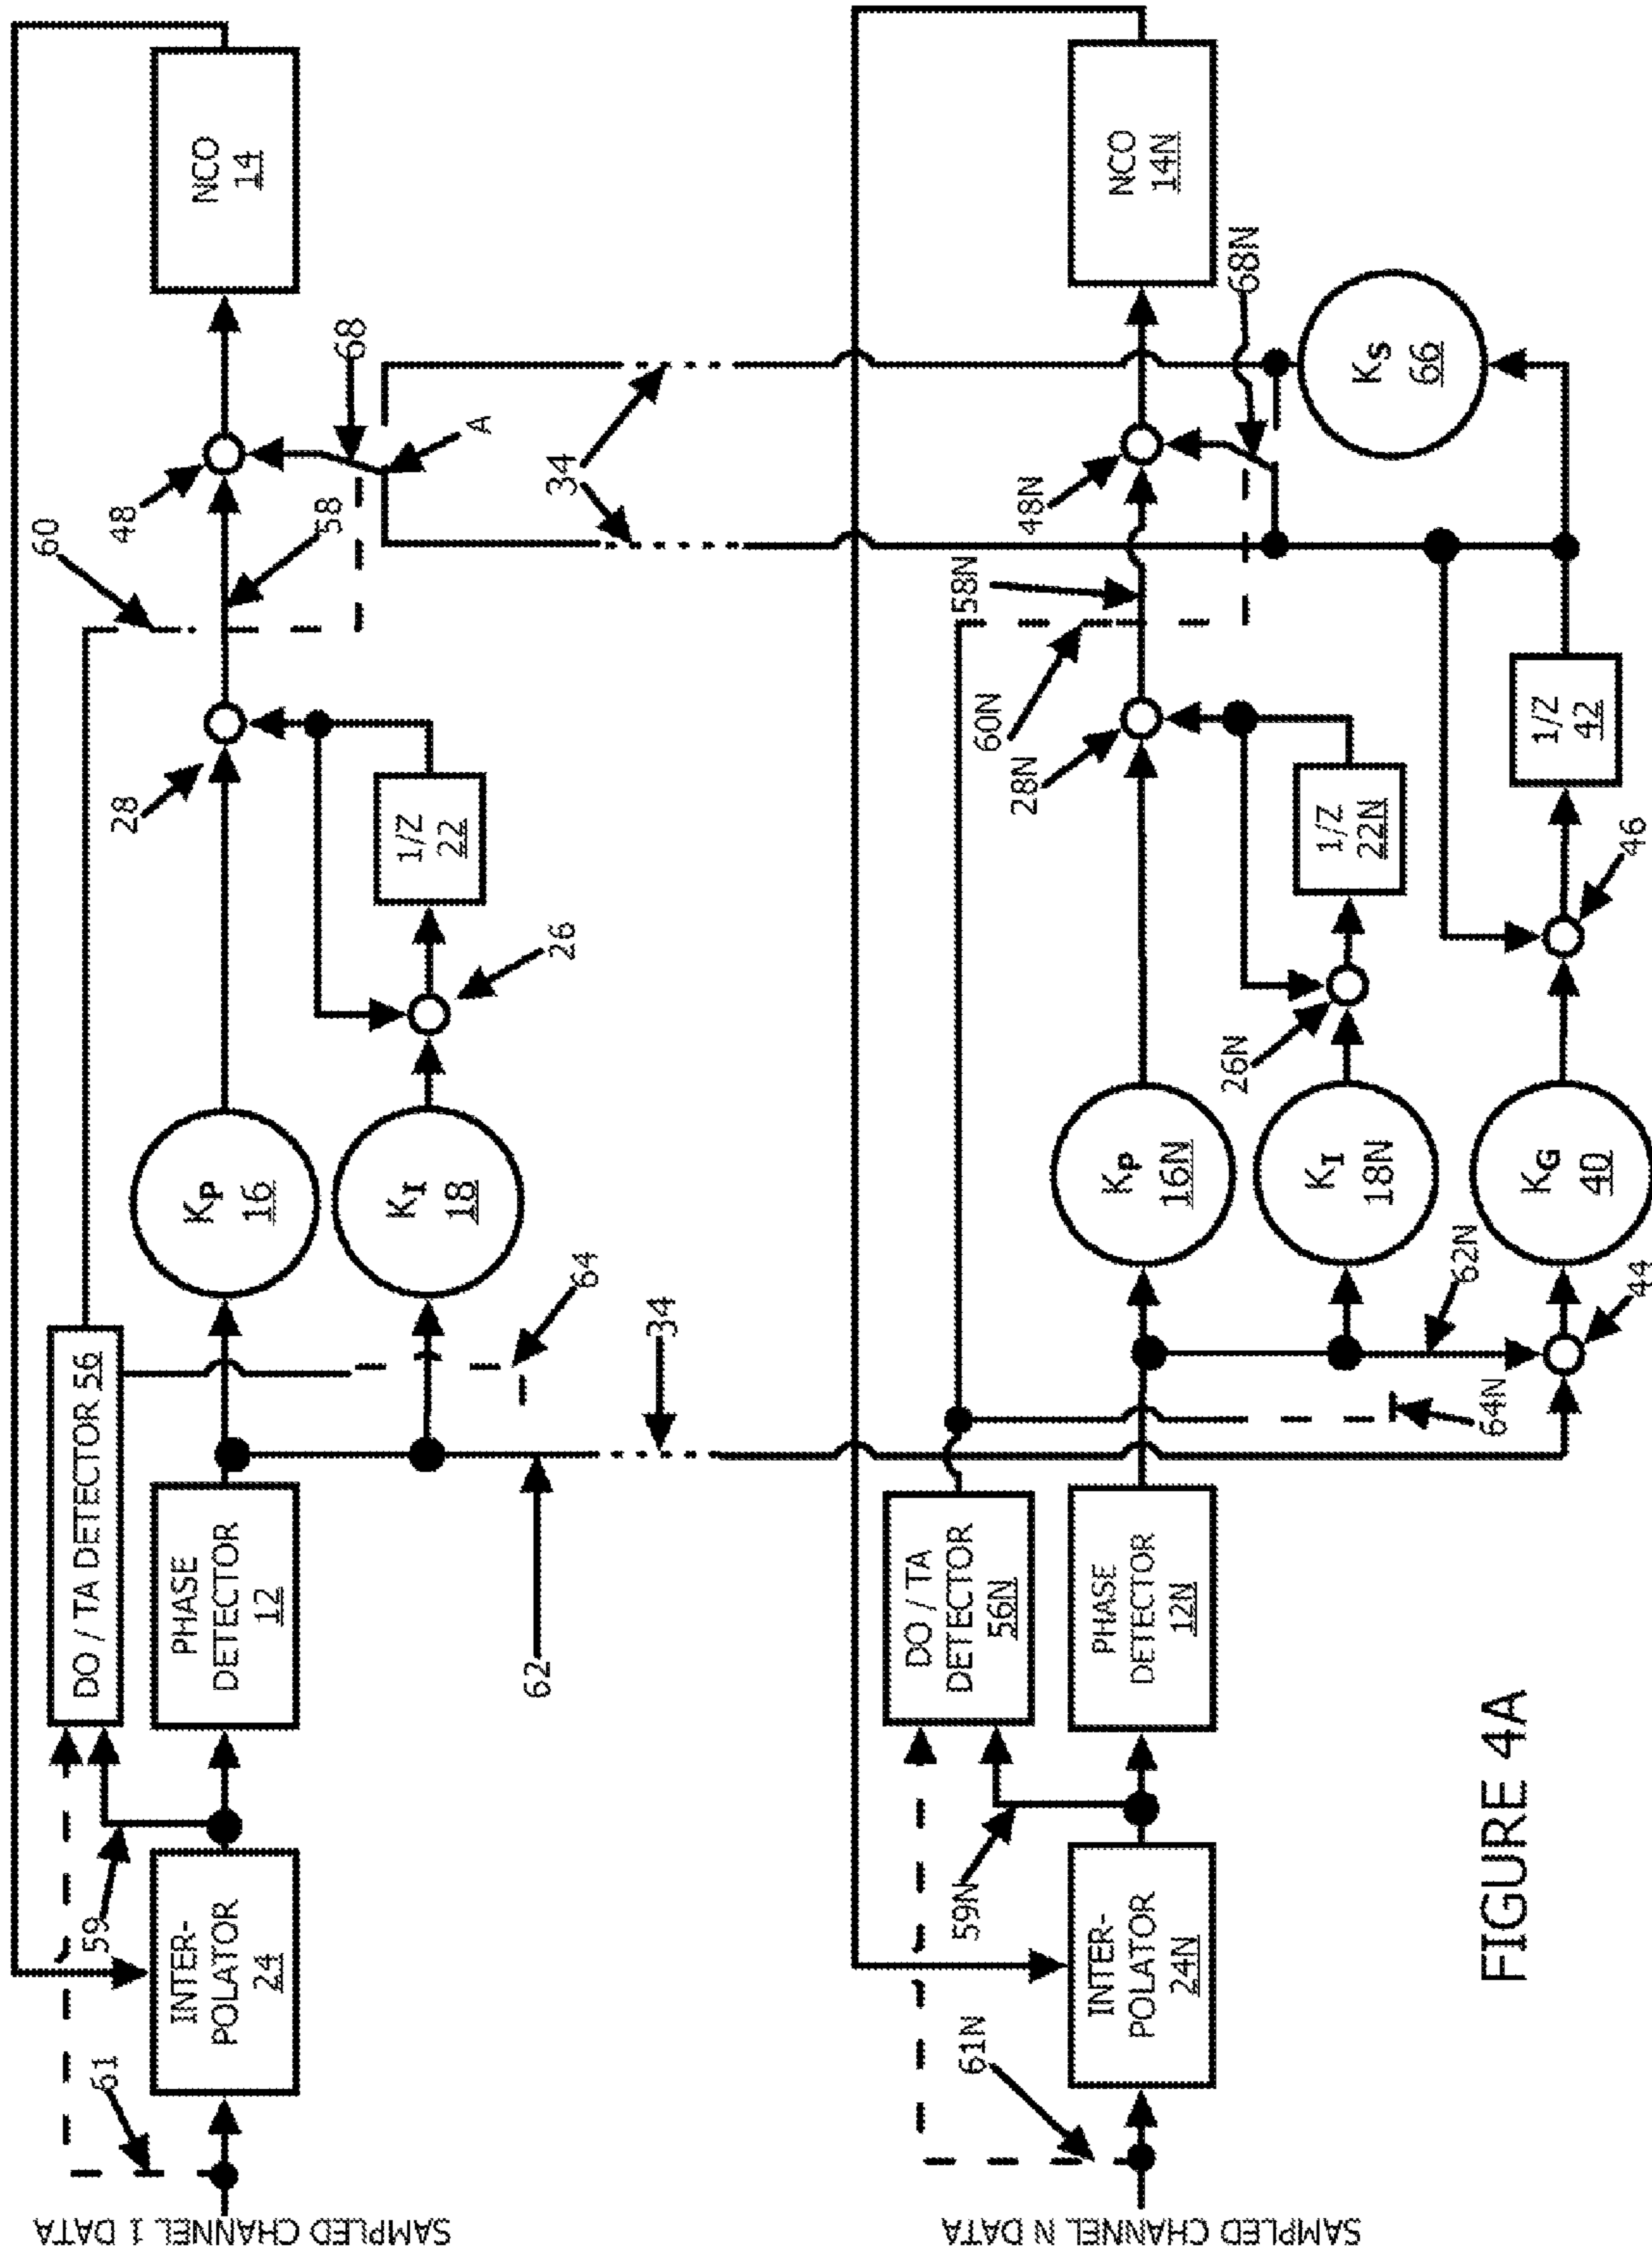 SAMPLED CHANNEL 1 DATA
61
INTER-
POLATOR
24
59
DO / TA DETECTOR 56
PHASE
DETECTOR
12
62
34
64
KP
16
KI
18
26
1/Z
22
28
60
58
48
68
A
34
NCO
14
SAMPLED CHANNEL N DATA
61N
INTER-
POLATOR
24N
59N
DO / TA
DETECTOR
56N
PHASE
DETECTOR
12N
64N
62N
44
KP
16N
KI
18N
KG
40
26N
1/Z
22N
46
1/Z
42
28N
60N
58N
48N
68N
KS
66
NCO
14N
FIGURE 4A